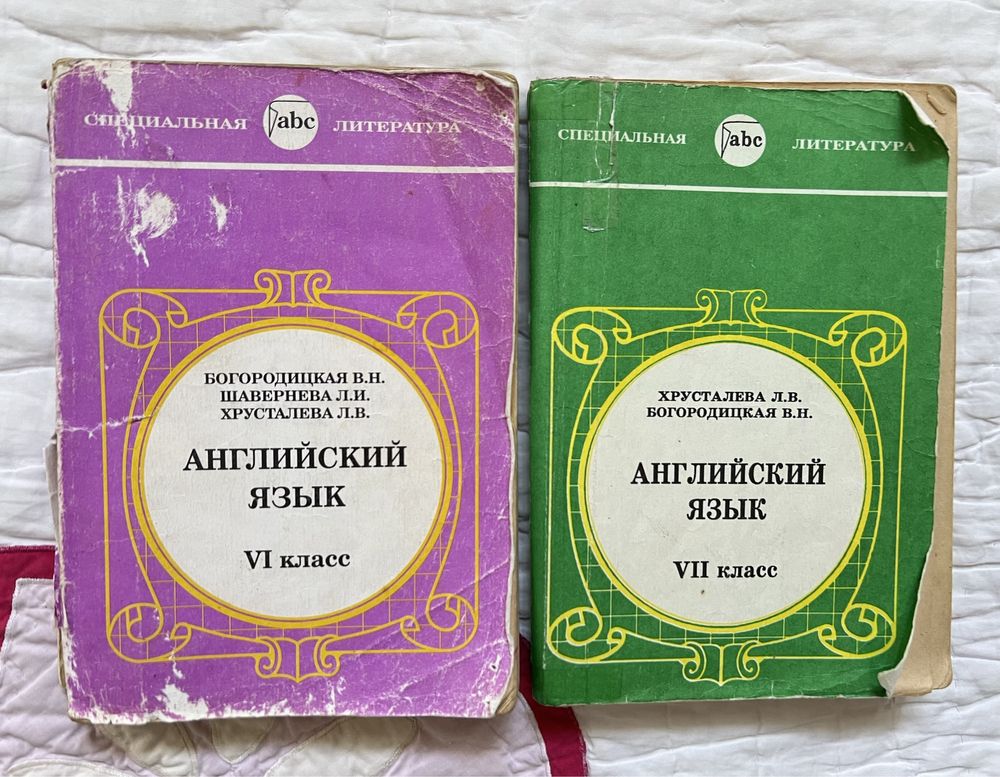 СПЕЦИАЛЬНАЯ abc ЛИТЕРАТУРА
БОГОРОДИЦКАЯ В.Н.
ШАВЕРНЕВА Л.И.
ХРУСТАЛЕВА Л.В.
АНГЛИЙСКИЙ
ЯЗЫК
VI класс
СПЕЦИАЛЬНАЯ abc ЛИТЕРАТУРА
ХРУСТАЛЕВА Л.В.
БОГОРОДИЦКАЯ В.Н.
АНГЛИЙСКИЙ
ЯЗЫК
VII класс